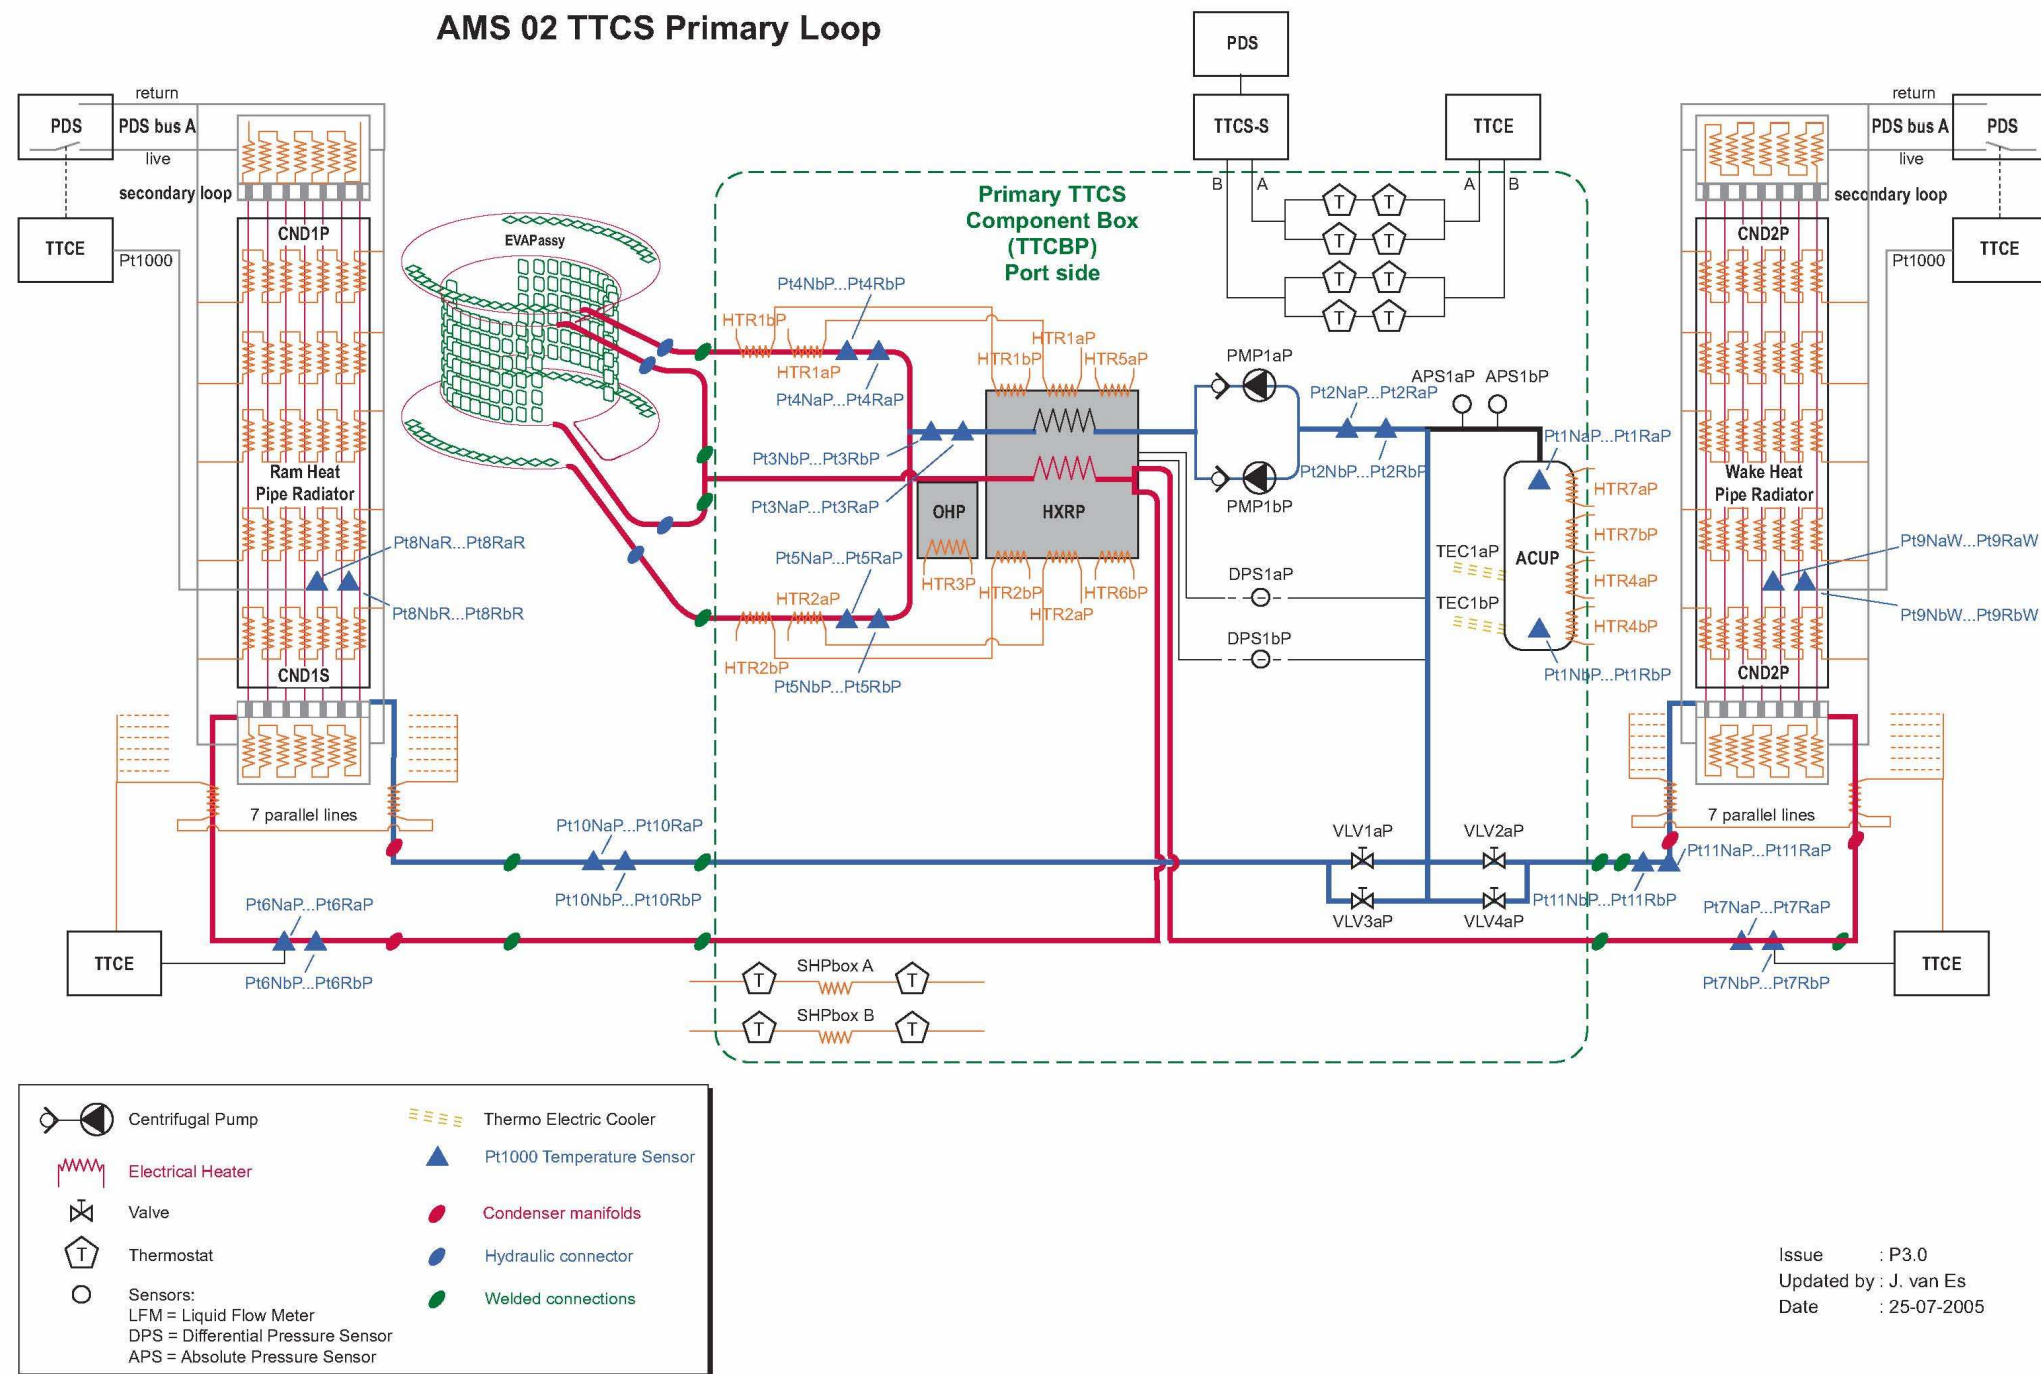 AMS 02 TTCS Primary Loop
PDS
return
PDS
PDS bus A
live
secondary loop
TTCE
Pt1000
CND1P
Ram Heat
Pipe Radiator
Pt8NaR...Pt8RaR
Pt8NbR...Pt8RbR
CND1S
7 parallel lines
EVAPassy
TTCS-S
TTCE
B
A
A
B
T
T
T
T
T
T
T
T
Primary TTCS
Component Box
(TTCBP)
Port side
Pt4NbP...Pt4RbP
HTR1bP
HTR1aP
Pt4NaP...Pt4RaP
HTR1aP
HTR1bP
HTR5aP
Pt3NbP...Pt3RbP
Pt3NaP...Pt3RaP
OHP
HXRP
HTR3P
HTR2bP
HTR6bP
HTR2aP
Pt5NaP...Pt5RaP
HTR2aP
HTR2bP
Pt5NbP...Pt5RbP
PMP1aP
PMP1bP
Pt2NaP...Pt2RaP
Pt2NbP...Pt2RbP
APS1aP
APS1bP
Pt1NaP...Pt1RaP
HTR7aP
HTR7bP
ACUP
HTR4aP
HTR4bP
Pt1NbP...Pt1RbP
TEC1aP
TEC1bP
DPS1aP
DPS1bP
return
PDS bus A
PDS
live
secondary loop
TTCE
Pt1000
CND2P
Wake Heat
Pipe Radiator
Pt9NaW...Pt9RaW
Pt9NbW...Pt9RbW
CND2P
7 parallel lines
Pt10NaP...Pt10RaP
Pt10NbP...Pt10RbP
VLV1aP
VLV2aP
VLV3aP
VLV4aP
Pt11NaP...Pt11RaP
Pt11NbP...Pt11RbP
Pt6NaP...Pt6RaP
Pt6NbP...Pt6RbP
TTCE
Pt7NaP...Pt7RaP
Pt7NbP...Pt7RbP
TTCE
T
SHPbox A
T
T
SHPbox B
T
Centrifugal Pump
Electrical Heater
Valve
T
Thermostat
Sensors:
LFM = Liquid Flow Meter
DPS = Differential Pressure Sensor
APS = Absolute Pressure Sensor
Thermo Electric Cooler
Pt1000 Temperature Sensor
Condenser manifolds
Hydraulic connector
Welded connections
Issue : P3.0
Updated by : J. van Es
Date : 25-07-2005